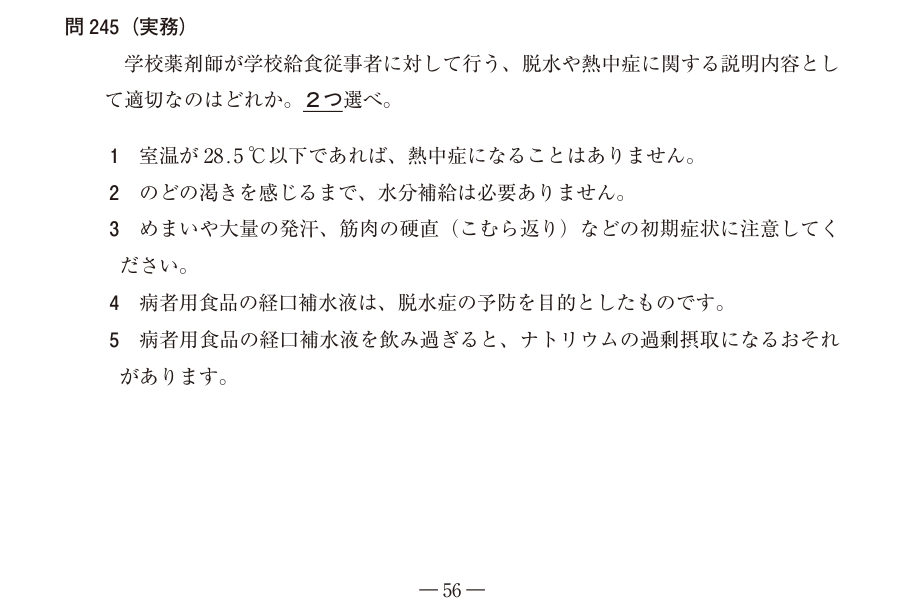 問 245（実務）
学校薬剤師が学校給食従事者に対して行う、脱水や熱中症に関する説明内容とし
て適切なのはどれか。２つ選べ。
1 室温が 28.5 ℃以下であれば、熱中症になることはありません。
2 のどの渇きを感じるまで、水分補給は必要ありません。
3 めまいや大量の発汗、筋肉の硬直（こむら返り）などの初期症状に注意してく
ださい。
4 病者用食品の経口補水液は、脱水症の予防を目的としたものです。
5 病者用食品の経口補水液を飲み過ぎると、ナトリウムの過剰摂取になるおそれ
があります。
― 56 ―